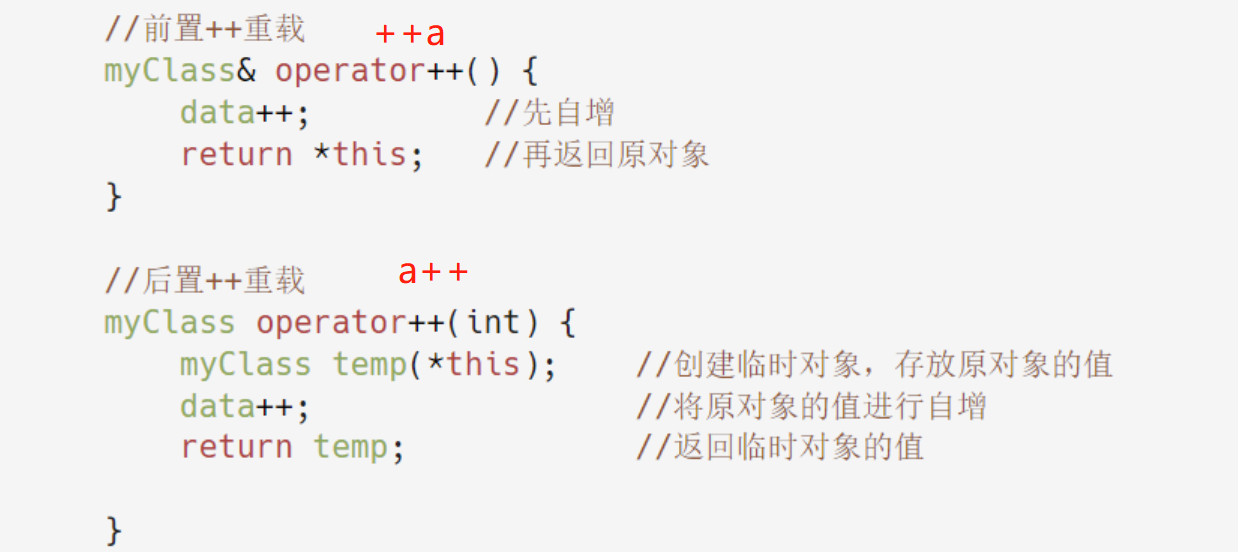 //前置++重载 ++a
myClass& operator++() {
data++; //先自增
return *this; //再返回原对象
}
//后置++重载 a++
myClass operator++(int) {
myClass temp(*this); //创建临时对象，存放原对象的值
data++; //将原对象的值进行自增
return temp; //返回临时对象的值
}